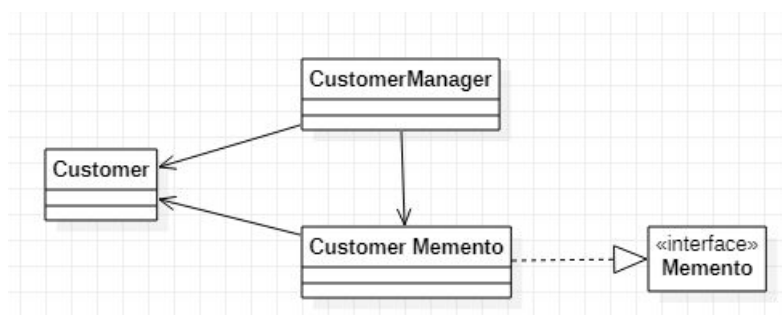 CustomerManager
Customer
Customer Memento
«interface»
Memento